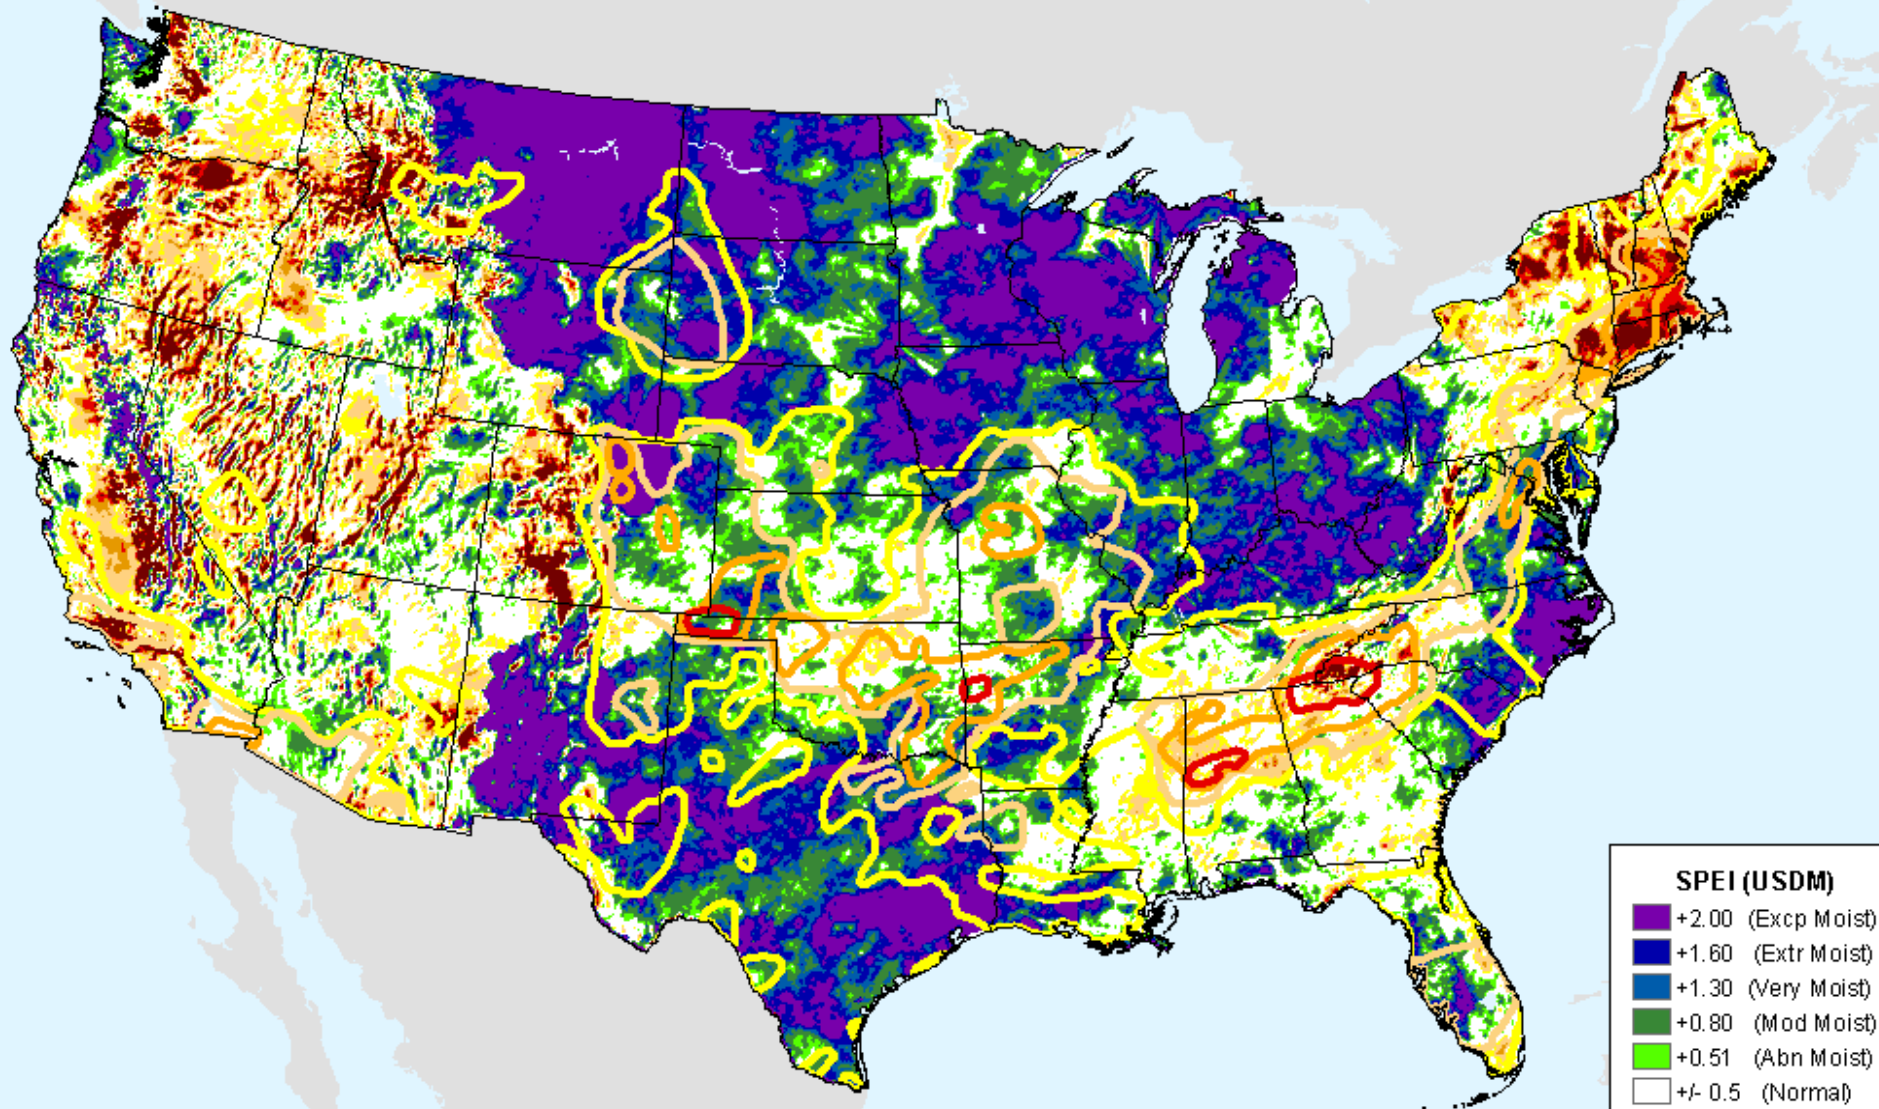 SPEI (USDM)
+2.00 (Excp Moist)
+1.60 (Extr Moist)
+1.30 (Very Moist)
+0.80 (Mod Moist)
+0.51 (Abn Moist)
+/- 0.5 (Normal)